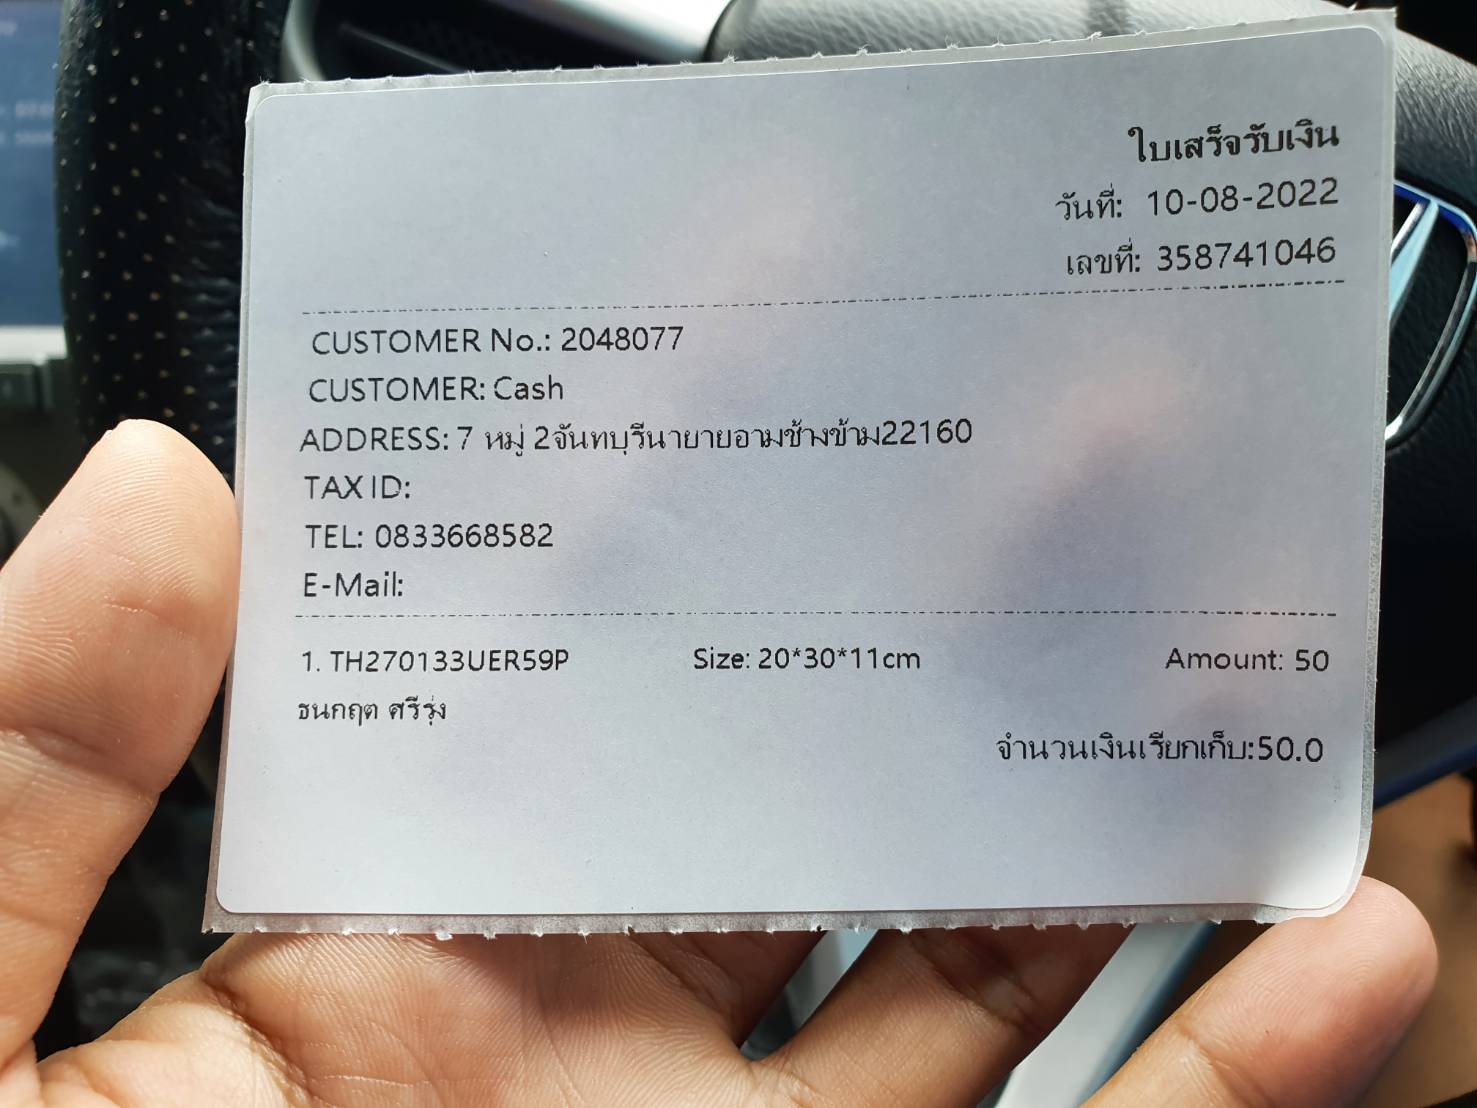 ใบเสร็จรับเงิน
วันที่: 10-08-2022
เลขที่: 358741046
CUSTOMER No.: 2048077
CUSTOMER: Cash
ADDRESS: 7 หมู่ 2จันทบุรีนายายอามช้างข้าม22160
TAX ID:
TEL: 0833668582
E-Mail:
1. TH270133UER59P Size: 20*30*11cm Amount: 50
ธนกฤต ศรีรุ่ง
จำนวนเงินเรียกเก็บ:50.0